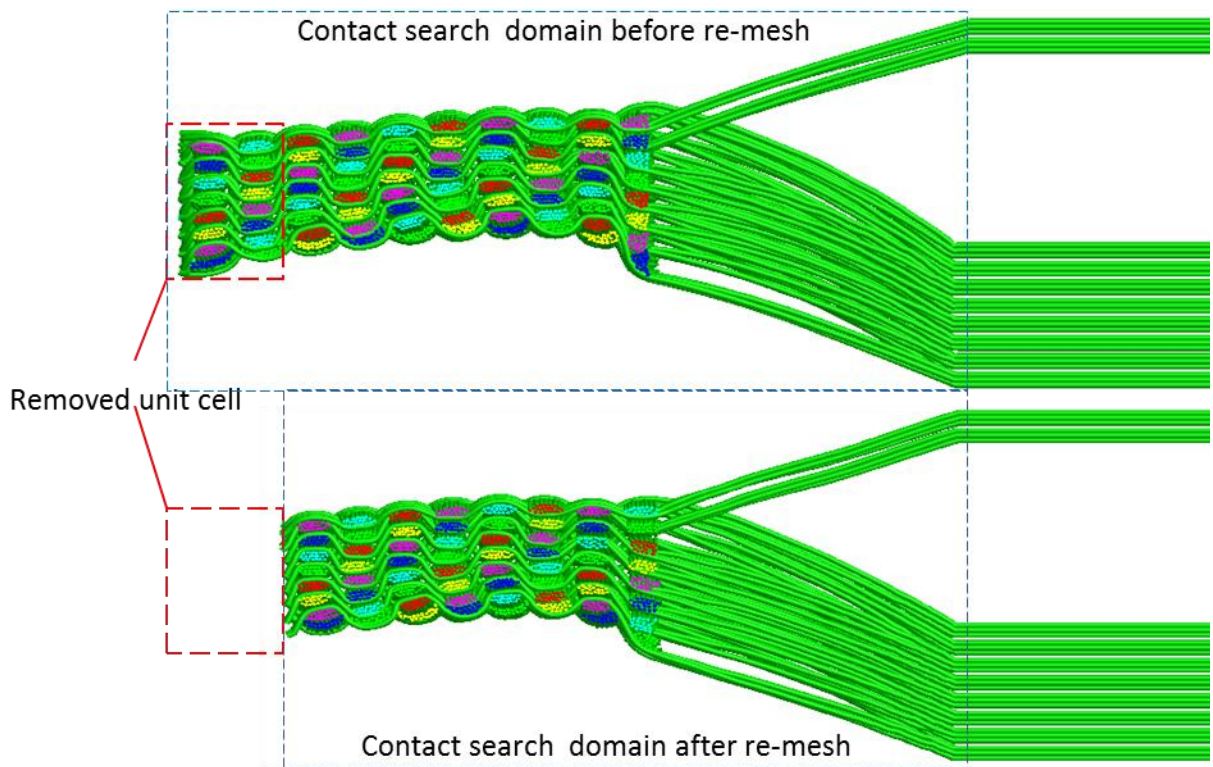 Contact search  domain before re-mesh
Removed unit cell
Contact search  domain after re-mesh